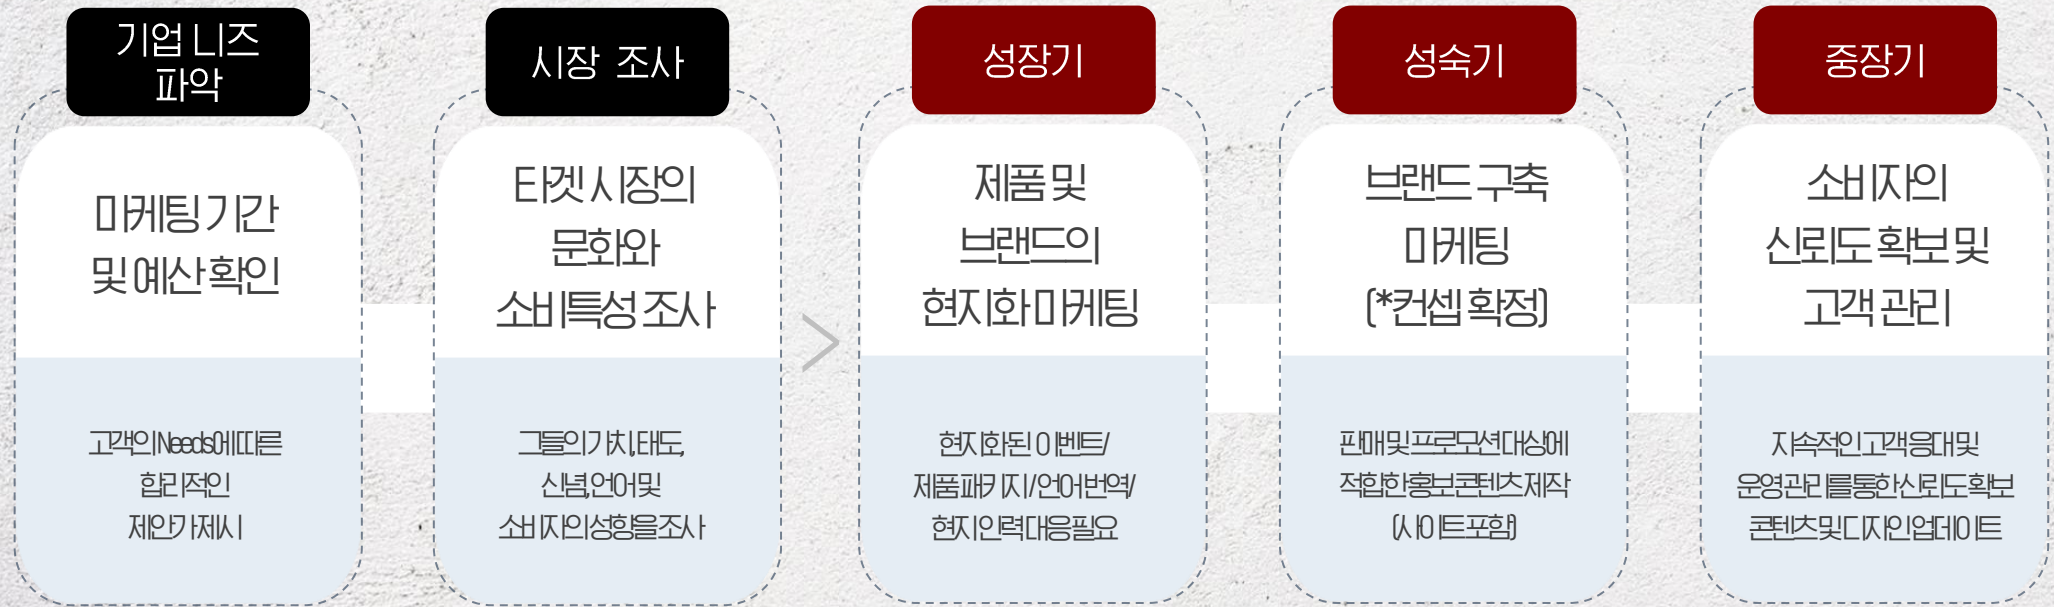 기업 니즈
파악
마케팅 기간
및 예산 확인
고객의 Needs에 따른
합리적인
제안가 제시
시장 조사
타겟 시장의
문화와
소비특성 조사
그들의 가치, 태도,
신념, 언어 및
소비자의 성향을 조사
>
성장기
제품 및
브랜드의
현지화 마케팅
현지화된 이벤트/
제품 패키지/언어 번역/
현지 인력 대응 필요
성숙기
브랜드 구축
마케팅
(*컨셉 확정)
판매 및 프로모션 대상에
적합한 홍보 콘텐츠 제작
(사이트 포함)
중장기
소비자의
신뢰도 확보 및
고객 관리
지속적인 고객 응대 및
운영 관리를 통한 신뢰도 확보
콘텐츠 및 디자인 업데이트